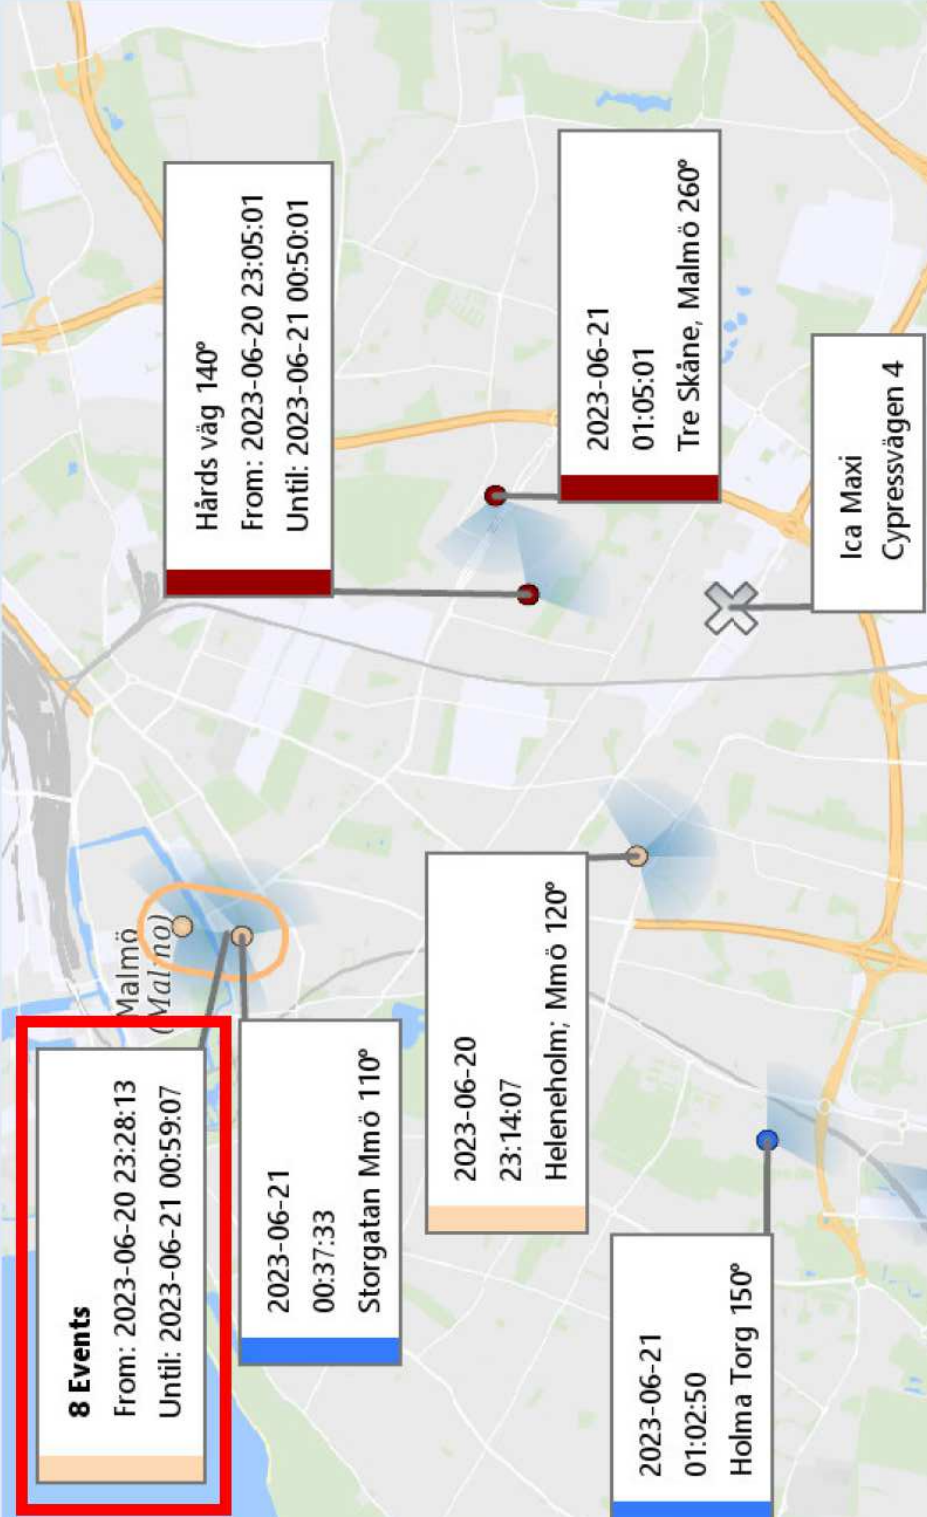 8 Events
From: 2023-06-20 23:28:13
Until: 2023-06-21 00:59:07
Malmö
2023-06-21
00:37:33
Storgatan Mmö 110°
Hårds väg 140°
From: 2023-06-20 23:05:01
Until: 2023-06-21 00:50:01
2023-06-20
23:14:07
Heleneholm; Mmö 120°
2023-06-21
01:05:01
Tre Skåne, Malmö 260°
2023-06-21
01:02:50
Holma Torg 150°
Ica Maxi
Cypressvägen 4